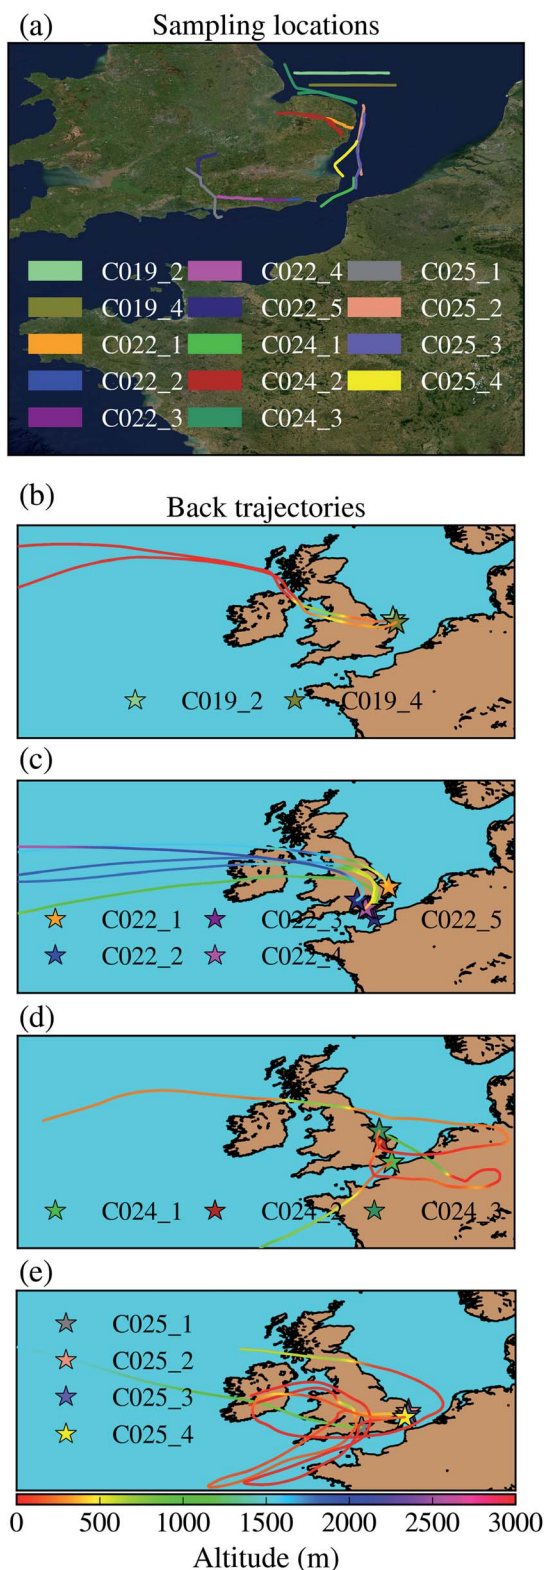 (a)
Sampling locations
C019_2 C022_4 C025_1
C019_4 C022_5 C025_2
C022_1 C024_1 C025_3
C022_2 C024_2 C025_4
C022_3 C024_3
(b)
Back trajectories
C019_2 C019_4
(c)
C022_1 C022_3 C022_5
C022_2 C022_4
(d)
C024_1 C024_2 C024_3
(e)
C025_1
C025_2
C025_3
C025_4
0 500 1000 1500 2000 2500 3000
Altitude (m)